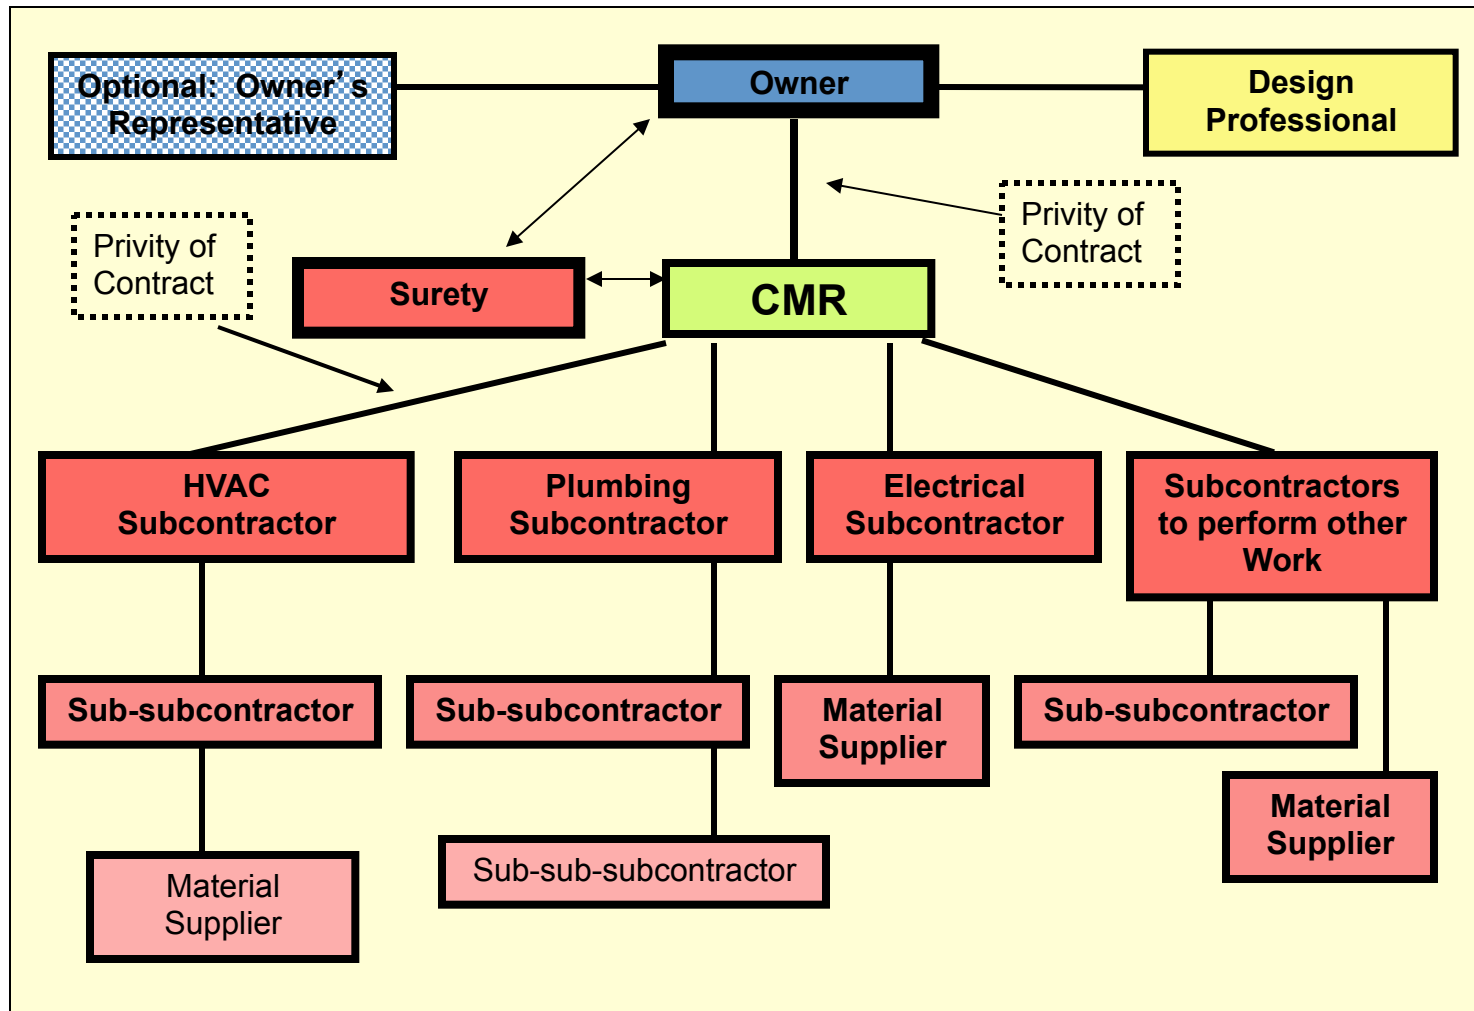 Optional: Owner’s
Representative
Owner
Design
Professional
Privity of
Contract
Privity of
Contract
Surety
CMR
HVAC
Subcontractor
Plumbing
Subcontractor
Electrical
Subcontractor
Subcontractors
to perform other
Work
Sub-subcontractor
Sub-subcontractor
Material
Supplier
Sub-subcontractor
Material
Supplier
Material
Supplier
Sub-sub-subcontractor